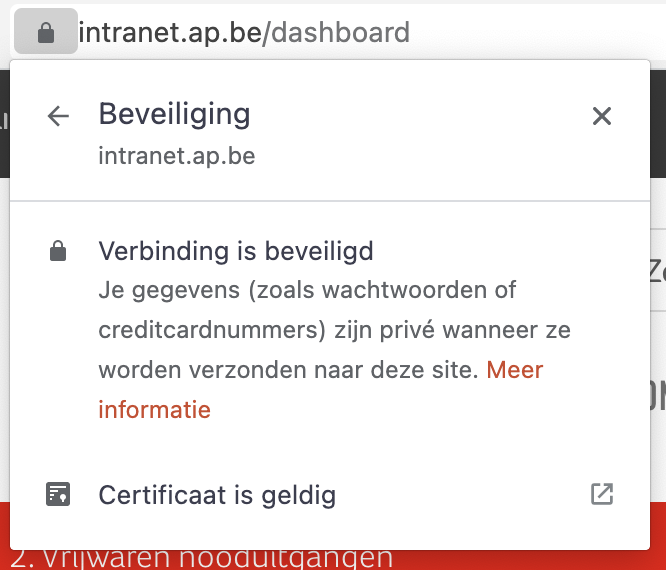 intranet.ap.be/dashboard
Beveiliging
intranet.ap.be
Verbinding is beveiligd
Je gegevens (zoals wachtwoorden of
creditcardnummers) zijn privé wanneer ze
worden verzonden naar deze site. Meer
informatie
Certificaat is geldig
2. Vrijwaren nooduitgangen